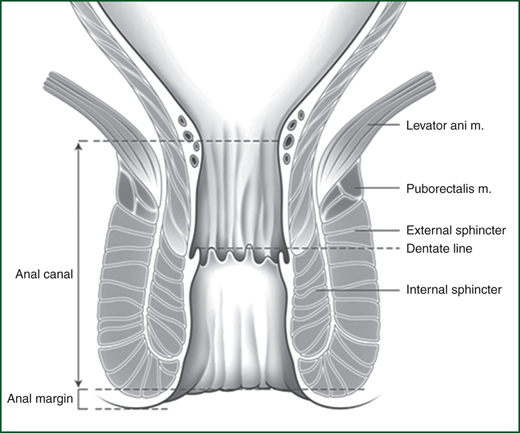 Levator ani m.
Puborectalis m.
External sphincter
Dentate line
Anal canal
Internal sphincter
Anal margin